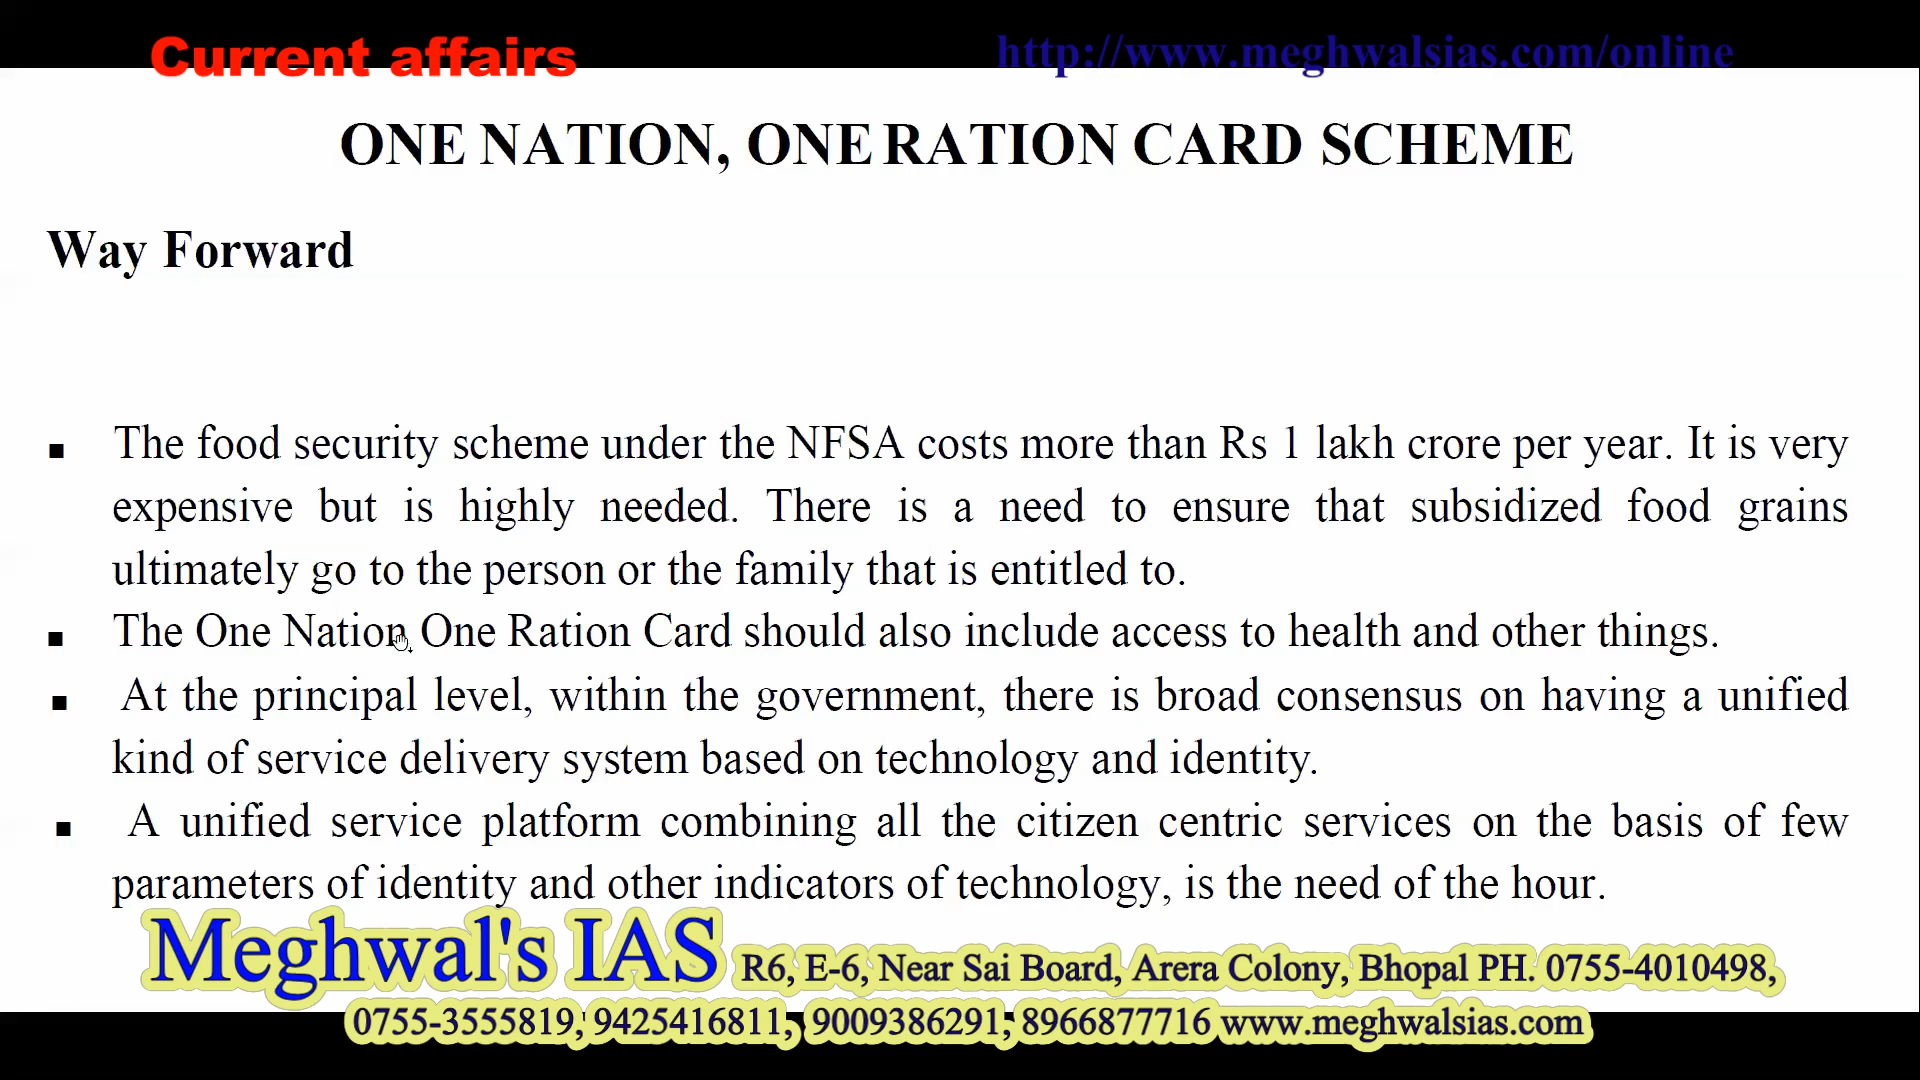 Current affairs
http://www.meghwalsias.com/online
ONE NATION, ONE RATION CARD SCHEME
Way Forward
▪ The food security scheme under the NFSA costs more than Rs 1 lakh crore per year. It is very
expensive but is highly needed. There is a need to ensure that subsidized food grains
ultimately go to the person or the family that is entitled to.
▪ The One Nation One Ration Card should also include access to health and other things.
▪ At the principal level, within the government, there is broad consensus on having a unified
kind of service delivery system based on technology and identity.
▪ A unified service platform combining all the citizen centric services on the basis of few
parameters of identity and other indicators of technology, is the need of the hour.
Meghwal's IAS R6, E-6, Near Sai Board, Arera Colony, Bhopal PH. 0755-4010498,
0755-3555819, 9425416811, 9009386291, 8966877716 www.meghwalsias.com